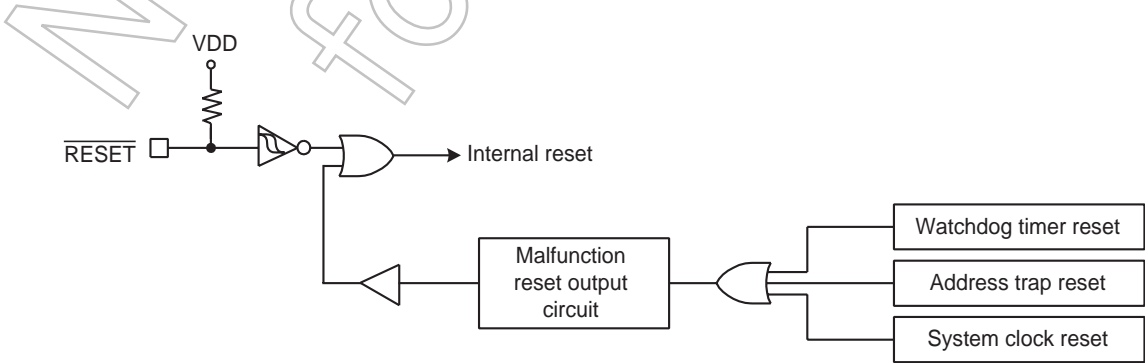 VDD
RESET
Internal reset
Watchdog timer reset
Malfunction
reset output
circuit
Address trap reset
System clock reset